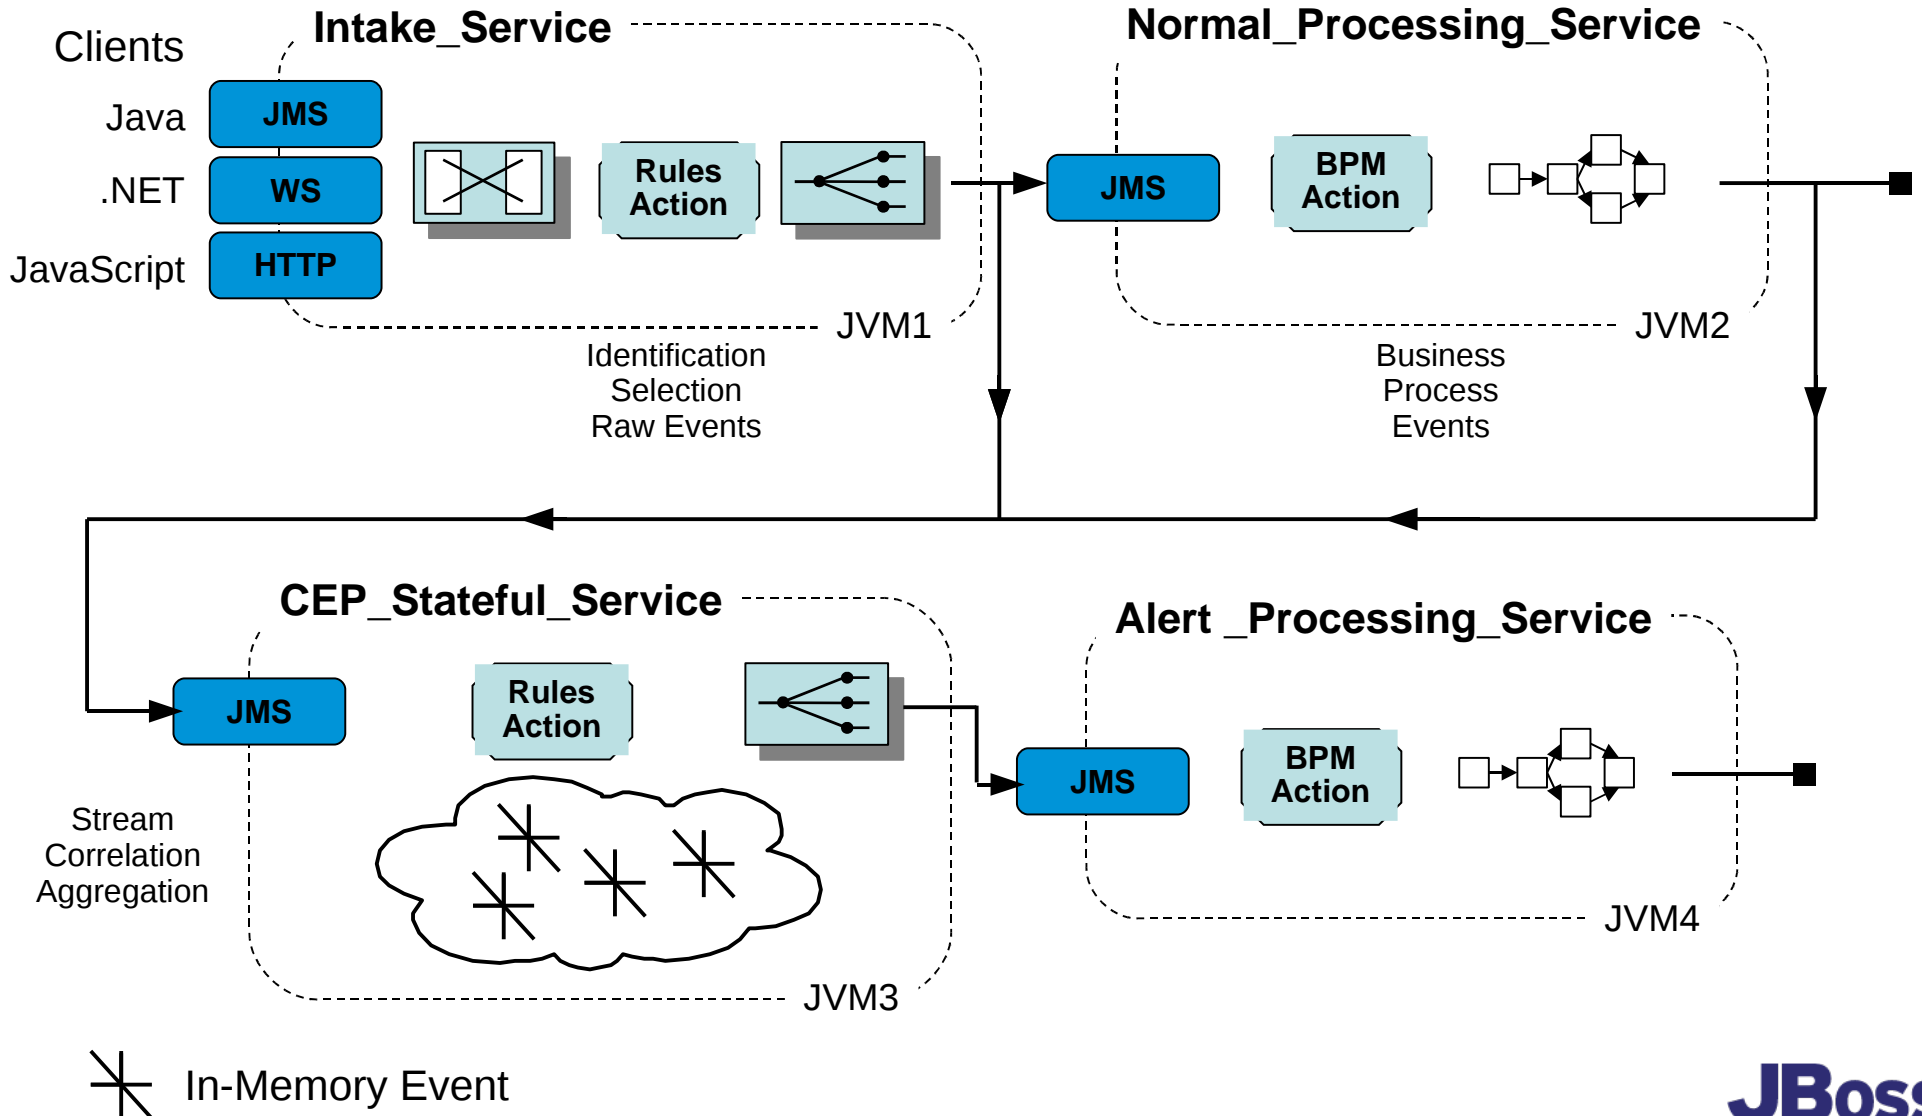 Clients
Intake_Service
Normal_Processing_Service
Java
JMS
.NET
WS
JavaScript
HTTP
Rules
Action
JMS
BPM
Action
JVM1
JVM2
Identification
Selection
Raw Events
Business
Process
Events
CEP_Stateful_Service
Alert _Processing_Service
JMS
Rules
Action
JMS
BPM
Action
Stream
Correlation
Aggregation
JVM4
JVM3
In-Memory Event
JBoss